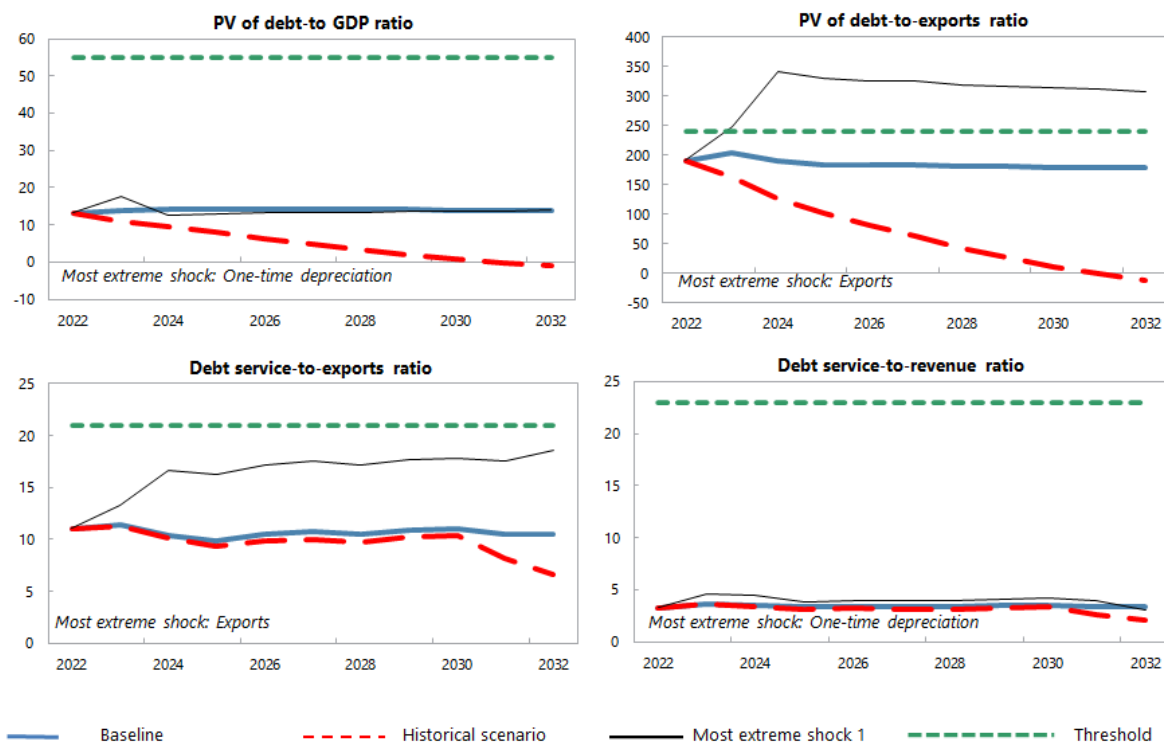 PV of debt-to GDP ratio
60
50
40
30
20
10
0
-10
Most extreme shock: One-time depreciation
2022 2024 2026 2028 2030 2032
PV of debt-to-exports ratio
400
350
300
250
200
150
100
50
0
-50
Most extreme shock: Exports
2022 2024 2026 2028 2030 2032
Debt service-to-exports ratio
25
20
15
10
5
0
Most extreme shock: Exports
2022 2024 2026 2028 2030 2032
Debt service-to-revenue ratio
25
20
15
10
5
0
Most extreme shock: One-time depreciation
2022 2024 2026 2028 2030 2032
Baseline Historical scenario Most extreme shock 1 Threshold